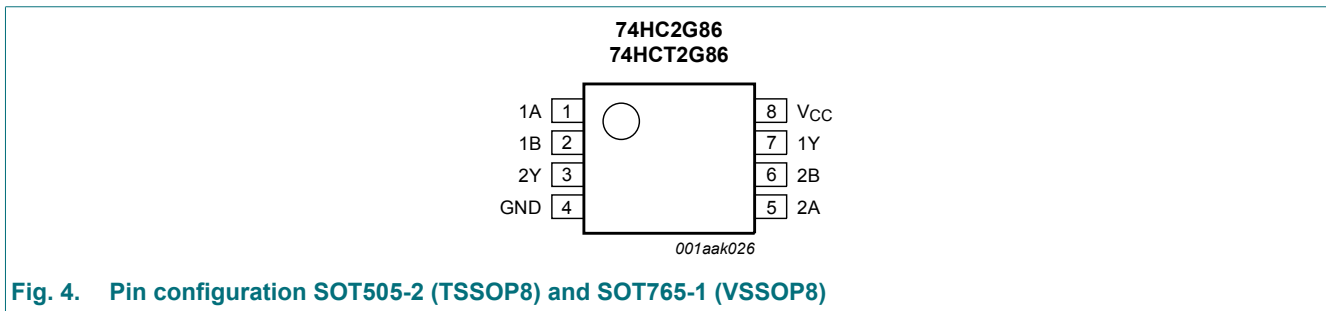 74HC2G86
74HCT2G86
1A 1 8 VCC
1B 2 7 1Y
2Y 3 6 2B
GND 4 5 2A
001aak026
Fig. 4. Pin configuration SOT505-2 (TSSOP8) and SOT765-1 (VSSOP8)